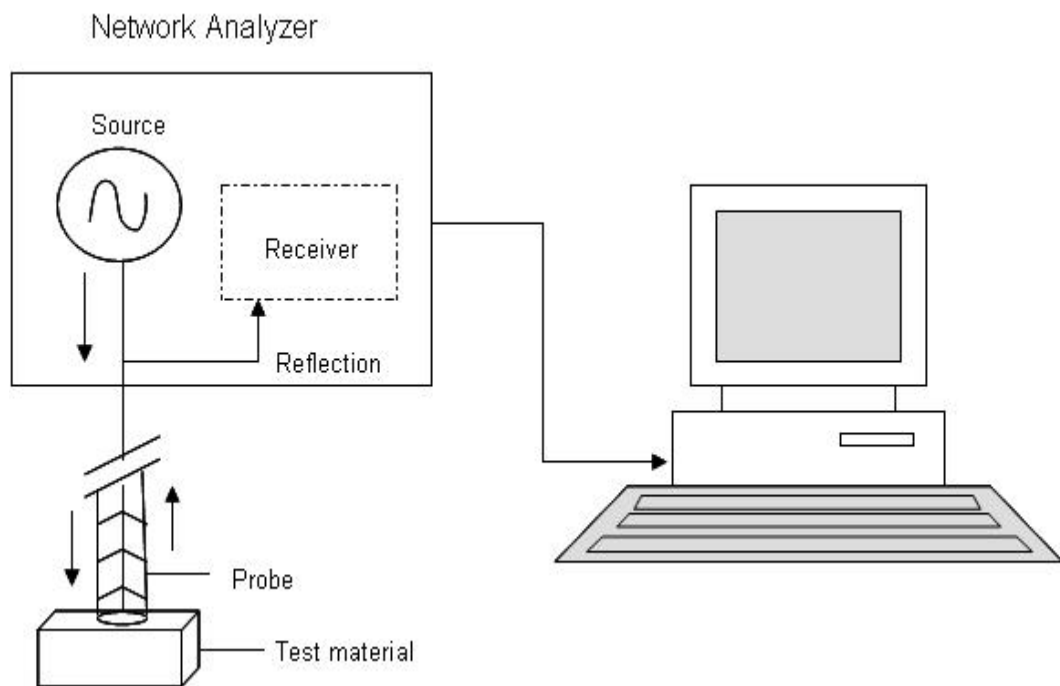 Network Analyzer
Source
Receiver
Reflection
Probe
Test material